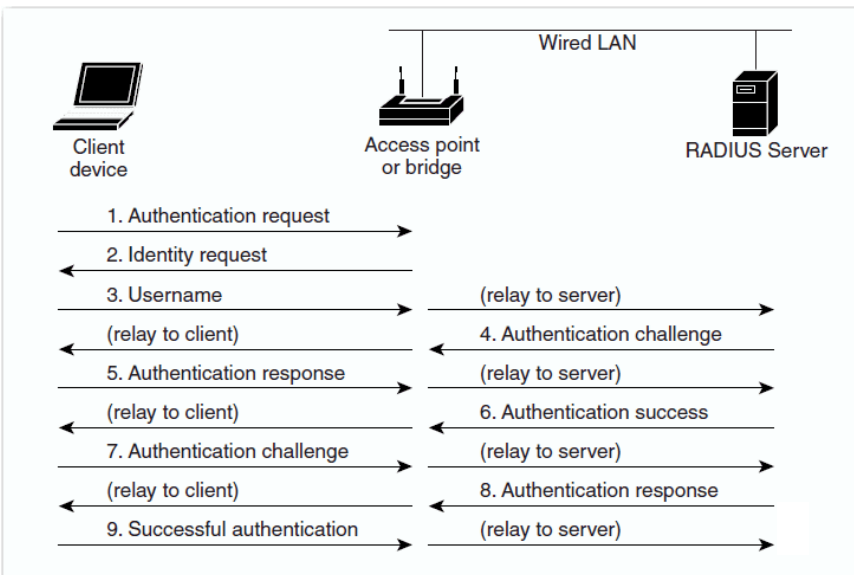 Wired LAN
Client
device
Access point
or bridge
RADIUS Server
1. Authentication request
2. Identity request
3. Username
(relay to server)
(relay to client)
4. Authentication challenge
5. Authentication response
(relay to server)
(relay to client)
6. Authentication success
7. Authentication challenge
(relay to server)
(relay to client)
8. Authentication response
9. Successful authentication
(relay to server)